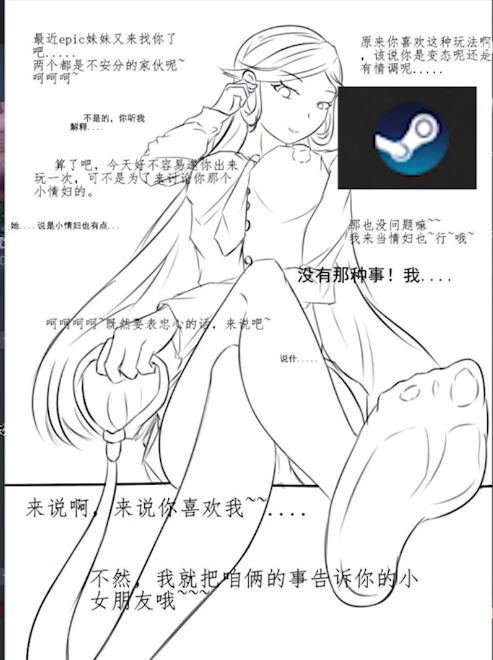 最近epic妹妹又来找你了
吧.....
两个都是不安分的家伙呢~
呵呵呵~
原来你喜欢这种玩法啊
，该说你是变态呢还是
有情调呢....
不是的，你听我
解释....
算了吧，今天好不容易邀你出来
玩一次，可不是为了来讨论你那个
小情妇的。
她....说是小情妇也有点...
那也没问题嘛~~
我来当情妇也~行~哦~
没有那种事！我....
呵呵呵呵~既然要表忠心的话，来说吧~
说什.....
来说啊，来说你喜欢我~~....
不然，我就把咱俩的事告诉你的小
女朋友哦~~~